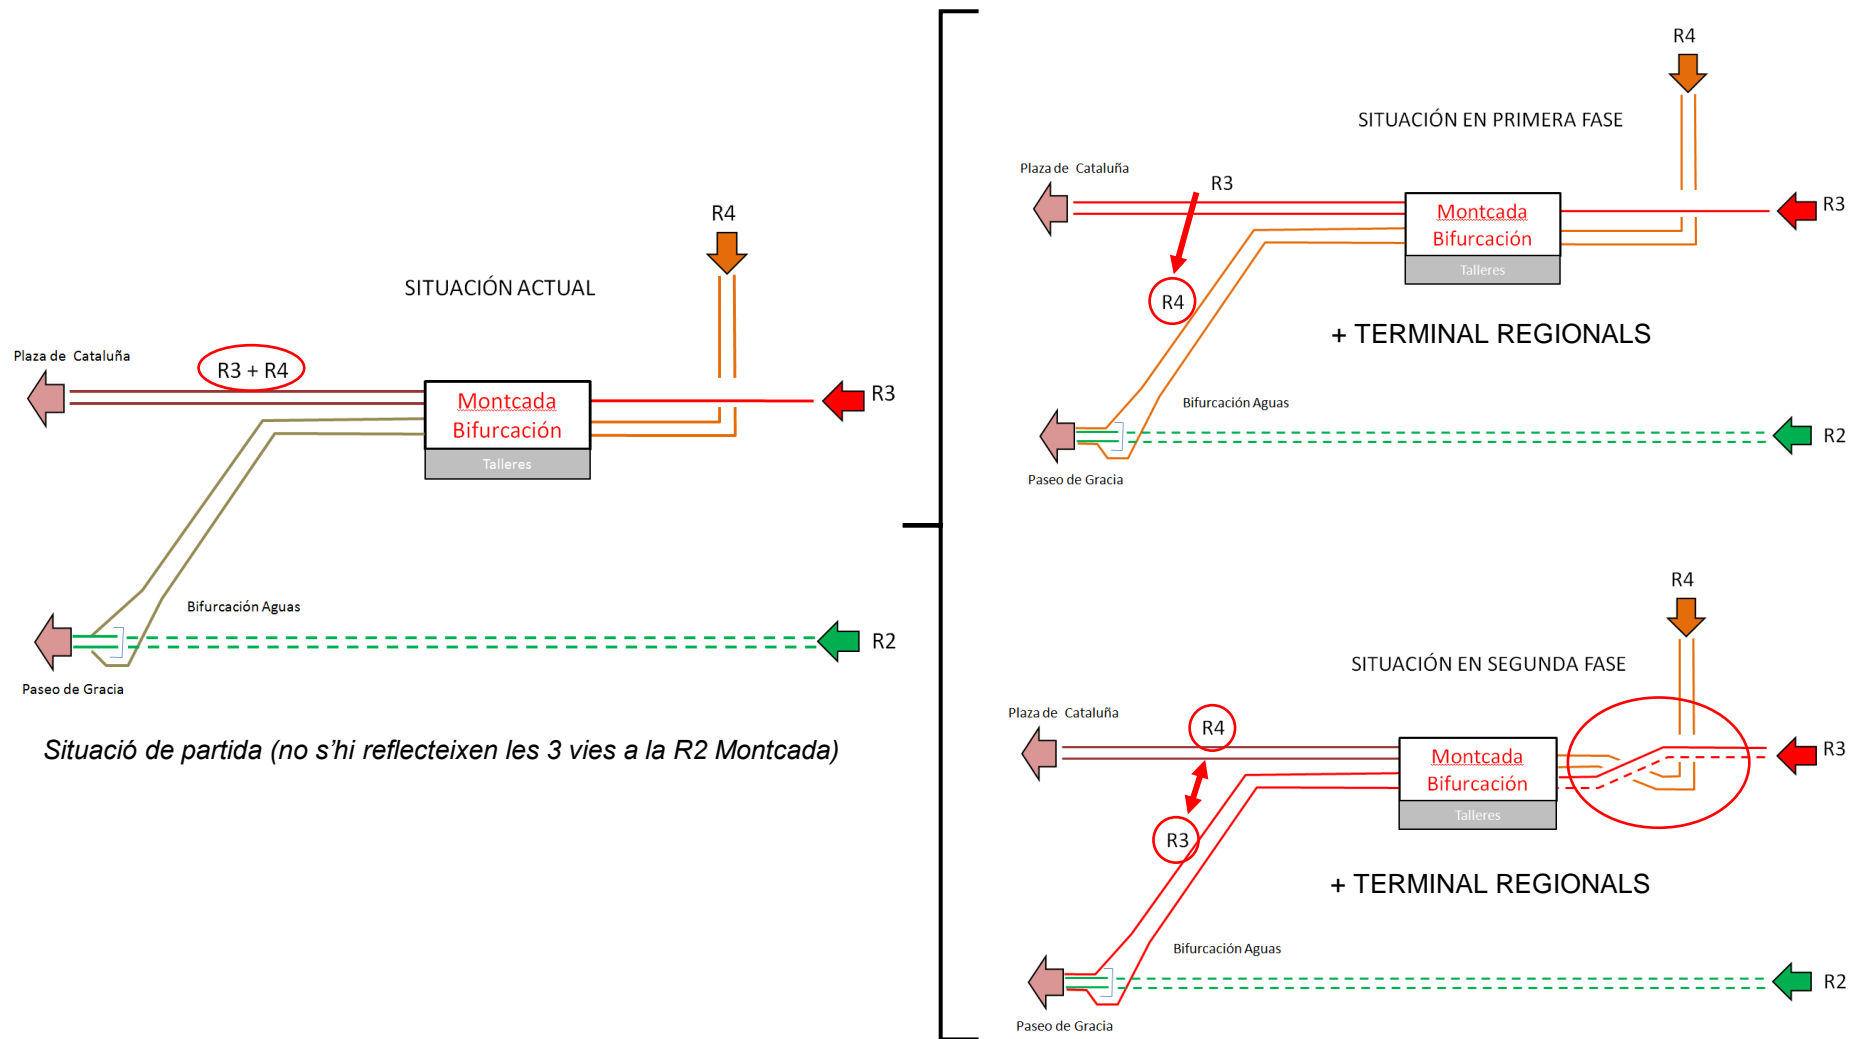 SITUACIÓN ACTUAL
R4
Plaza de Cataluña
R3 + R4
Montcada
Bifurcación
Talleres
R3
Bifurcación Aguas
R2
Paseo de Gracia
Situació de partida (no s'hi reflecteixen les 3 vies a la R2 Montcada)
R4
SITUACIÓN EN PRIMERA FASE
Plaza de Cataluña
R3
Montcada
Bifurcación
Talleres
R3
R4
+ TERMINAL REGIONALS
Bifurcación Aguas
R2
Paseo de Gracia
R4
SITUACIÓN EN SEGUNDA FASE
Plaza de Cataluña
R4
Montcada
Bifurcación
Talleres
R3
R3
+ TERMINAL REGIONALS
Bifurcación Aguas
R2
Paseo de Gracia